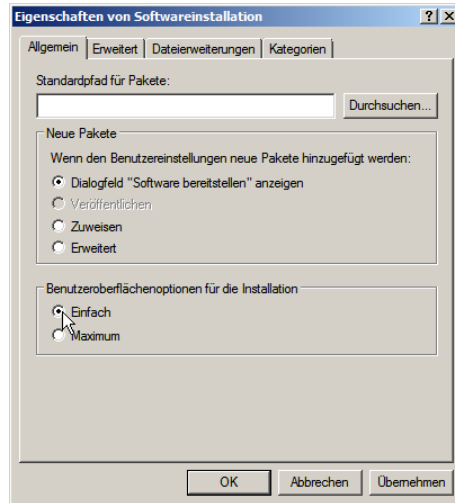 Eigenschaften von Softwareinstallation
Allgemein Erweitert Dateierweiterungen Kategorien
Standardpfad für Pakete:
Durchsuchen...
Neue Pakete
Wenn den Benutzereinstellungen neue Pakete hinzugefügt werden:
Dialogfeld "Software bereitstellen" anzeigen
Veröffentlichen
Zuweisen
Erweitert
Benutzeroberflächenoptionen für die Installation
Einfach
Maximum
OK Abbrechen Übernehmen